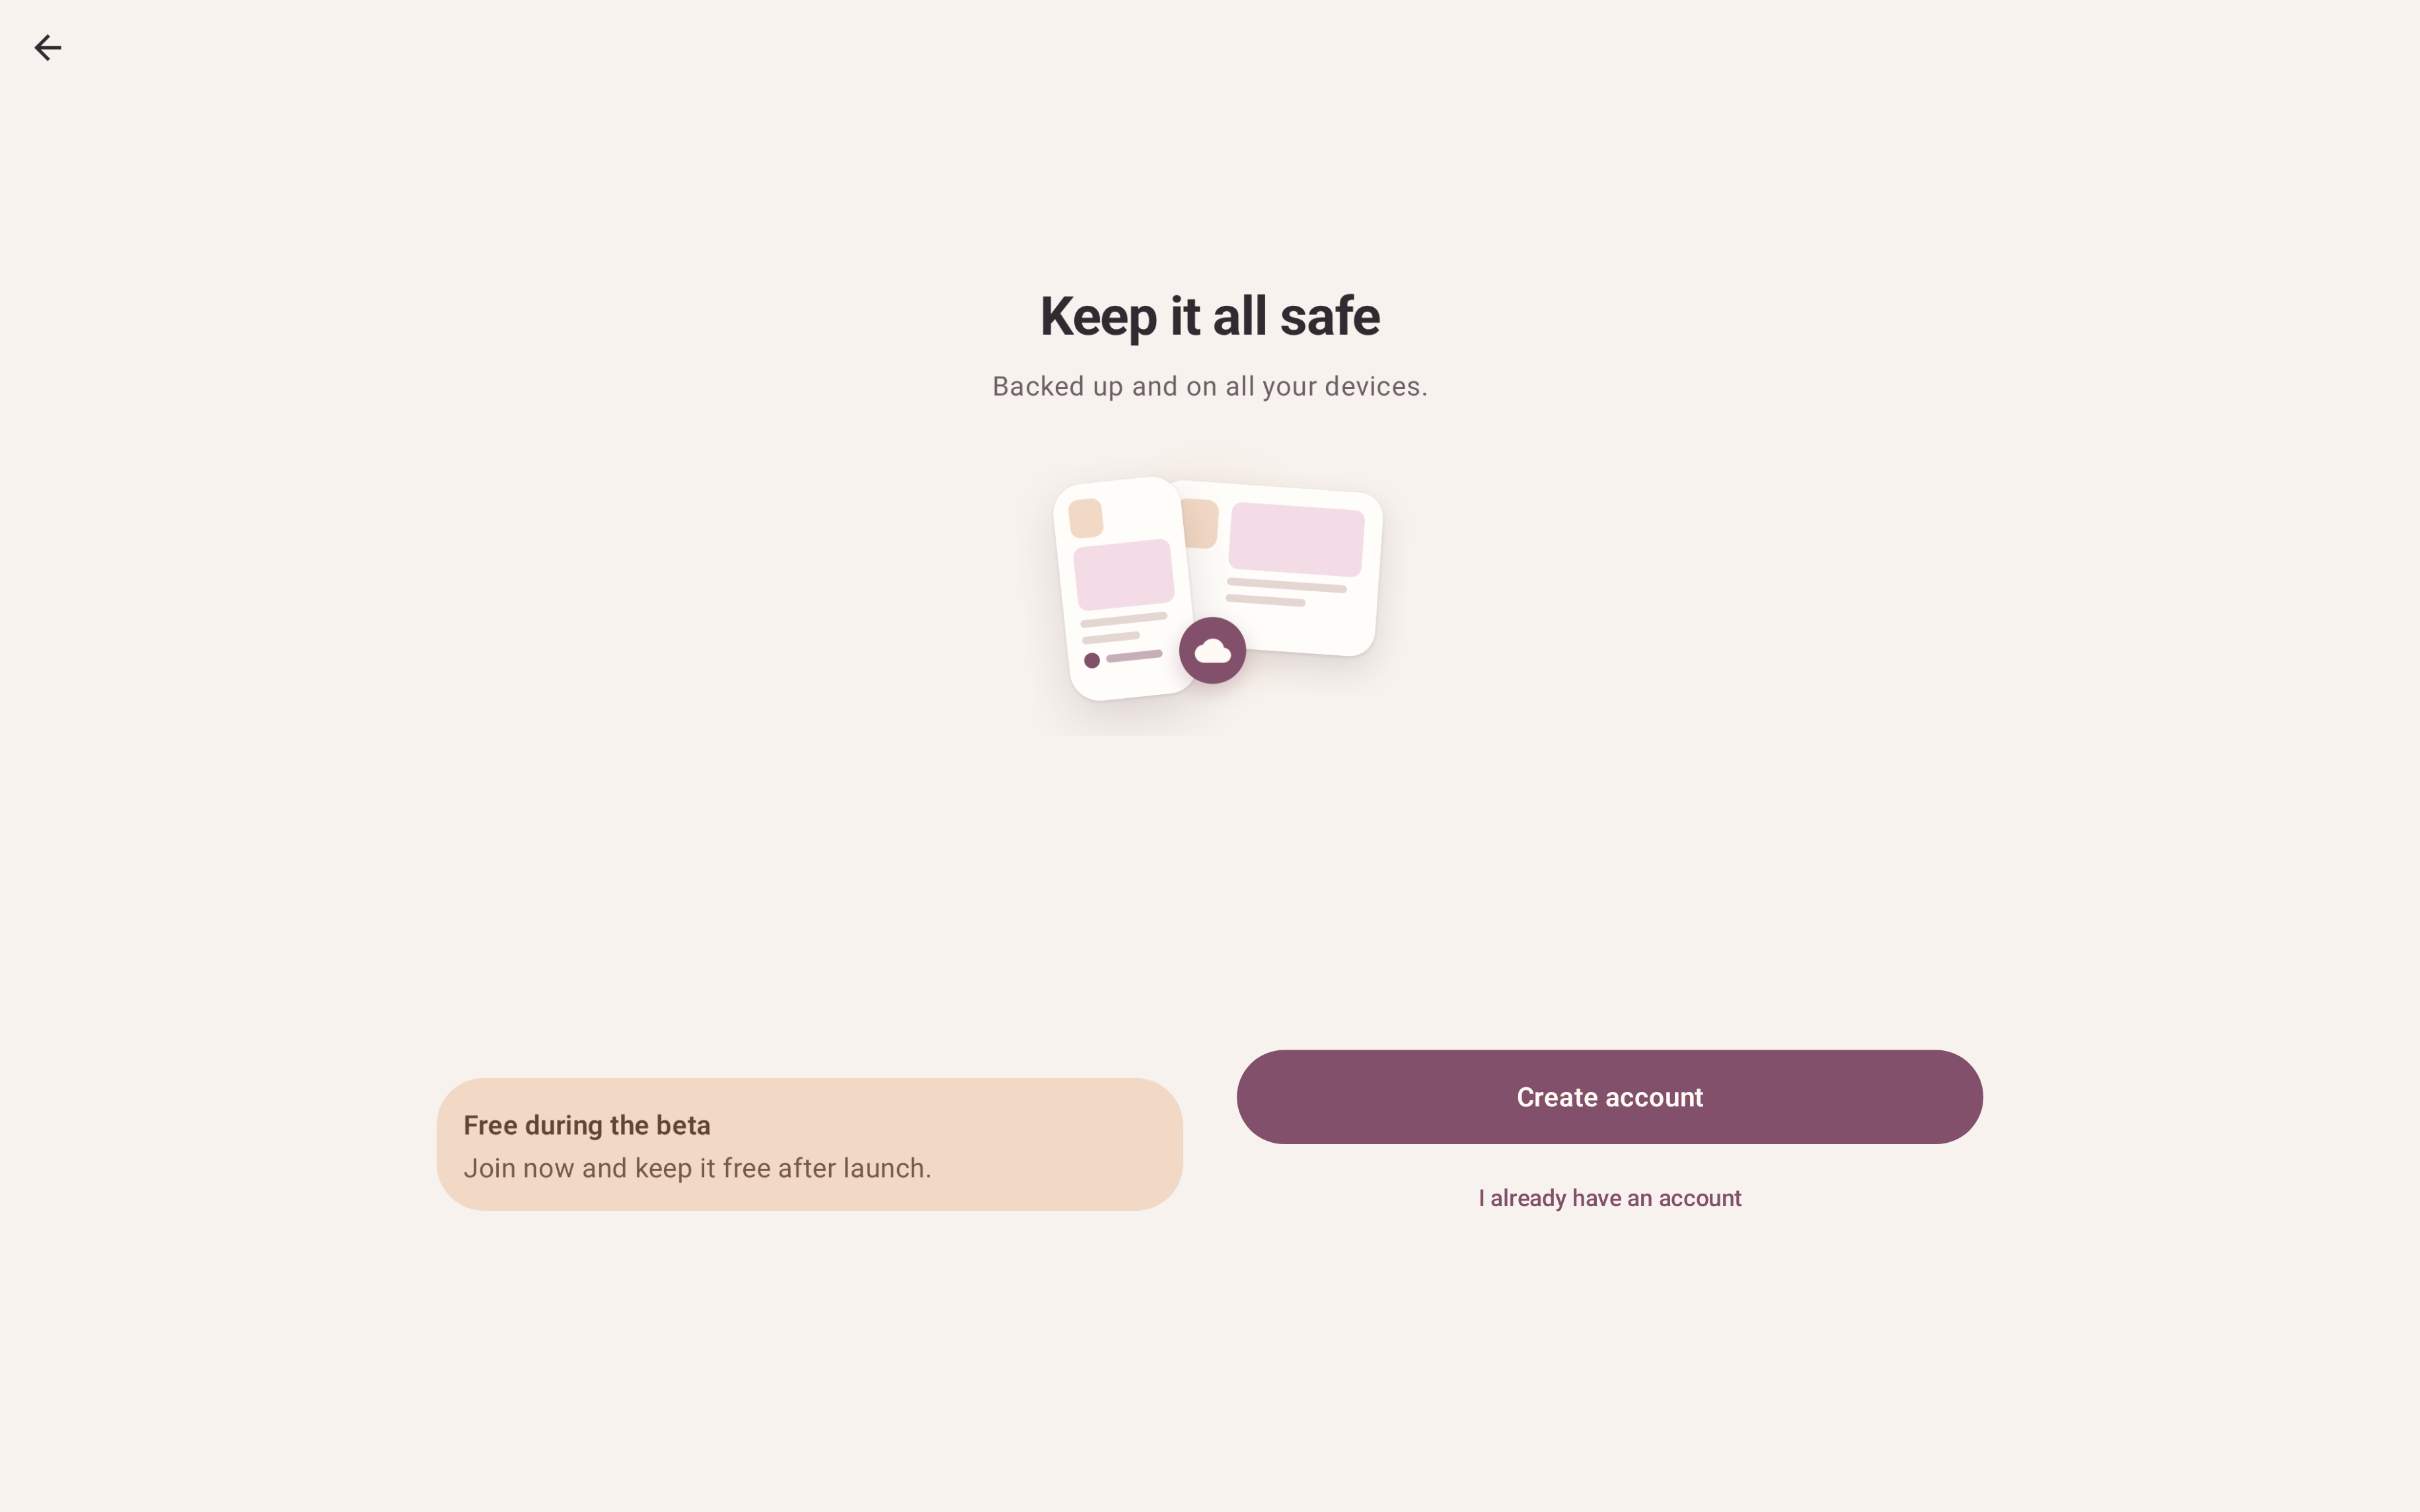 Keep it all safe
Backed up and on all your devices.
Free during the beta
Join now and keep it free after launch.
Create account
I already have an account